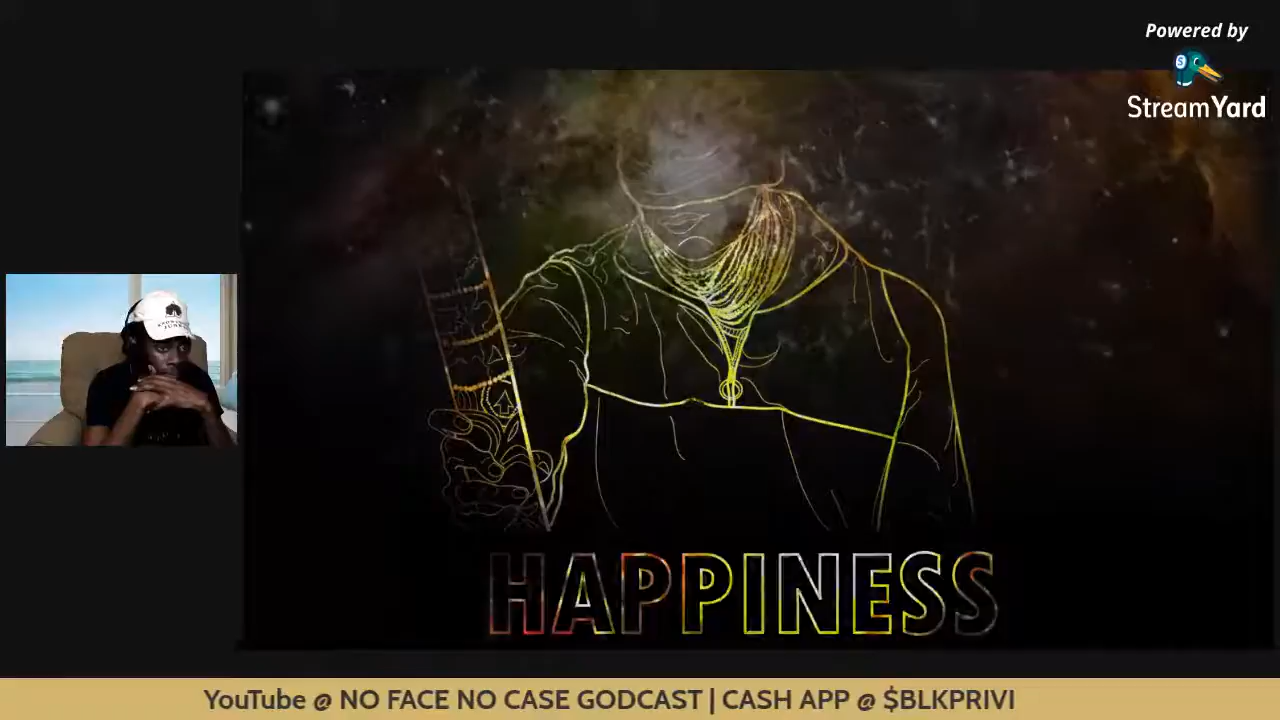 Powered by
StreamYard
HAPPINESS
YouTube @ NO FACE NO CASE GODCAST | CASH APP @ $BLKPRIVI